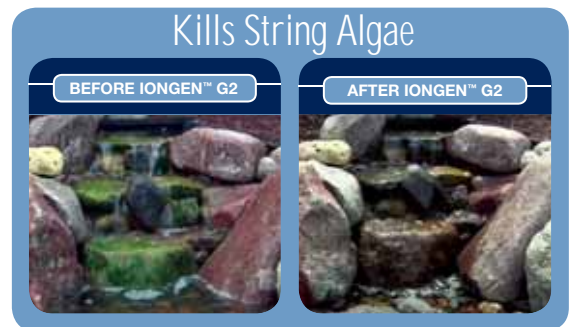 Kills String Algae
BEFORE IONGEN™ G2
AFTER IONGEN™ G2